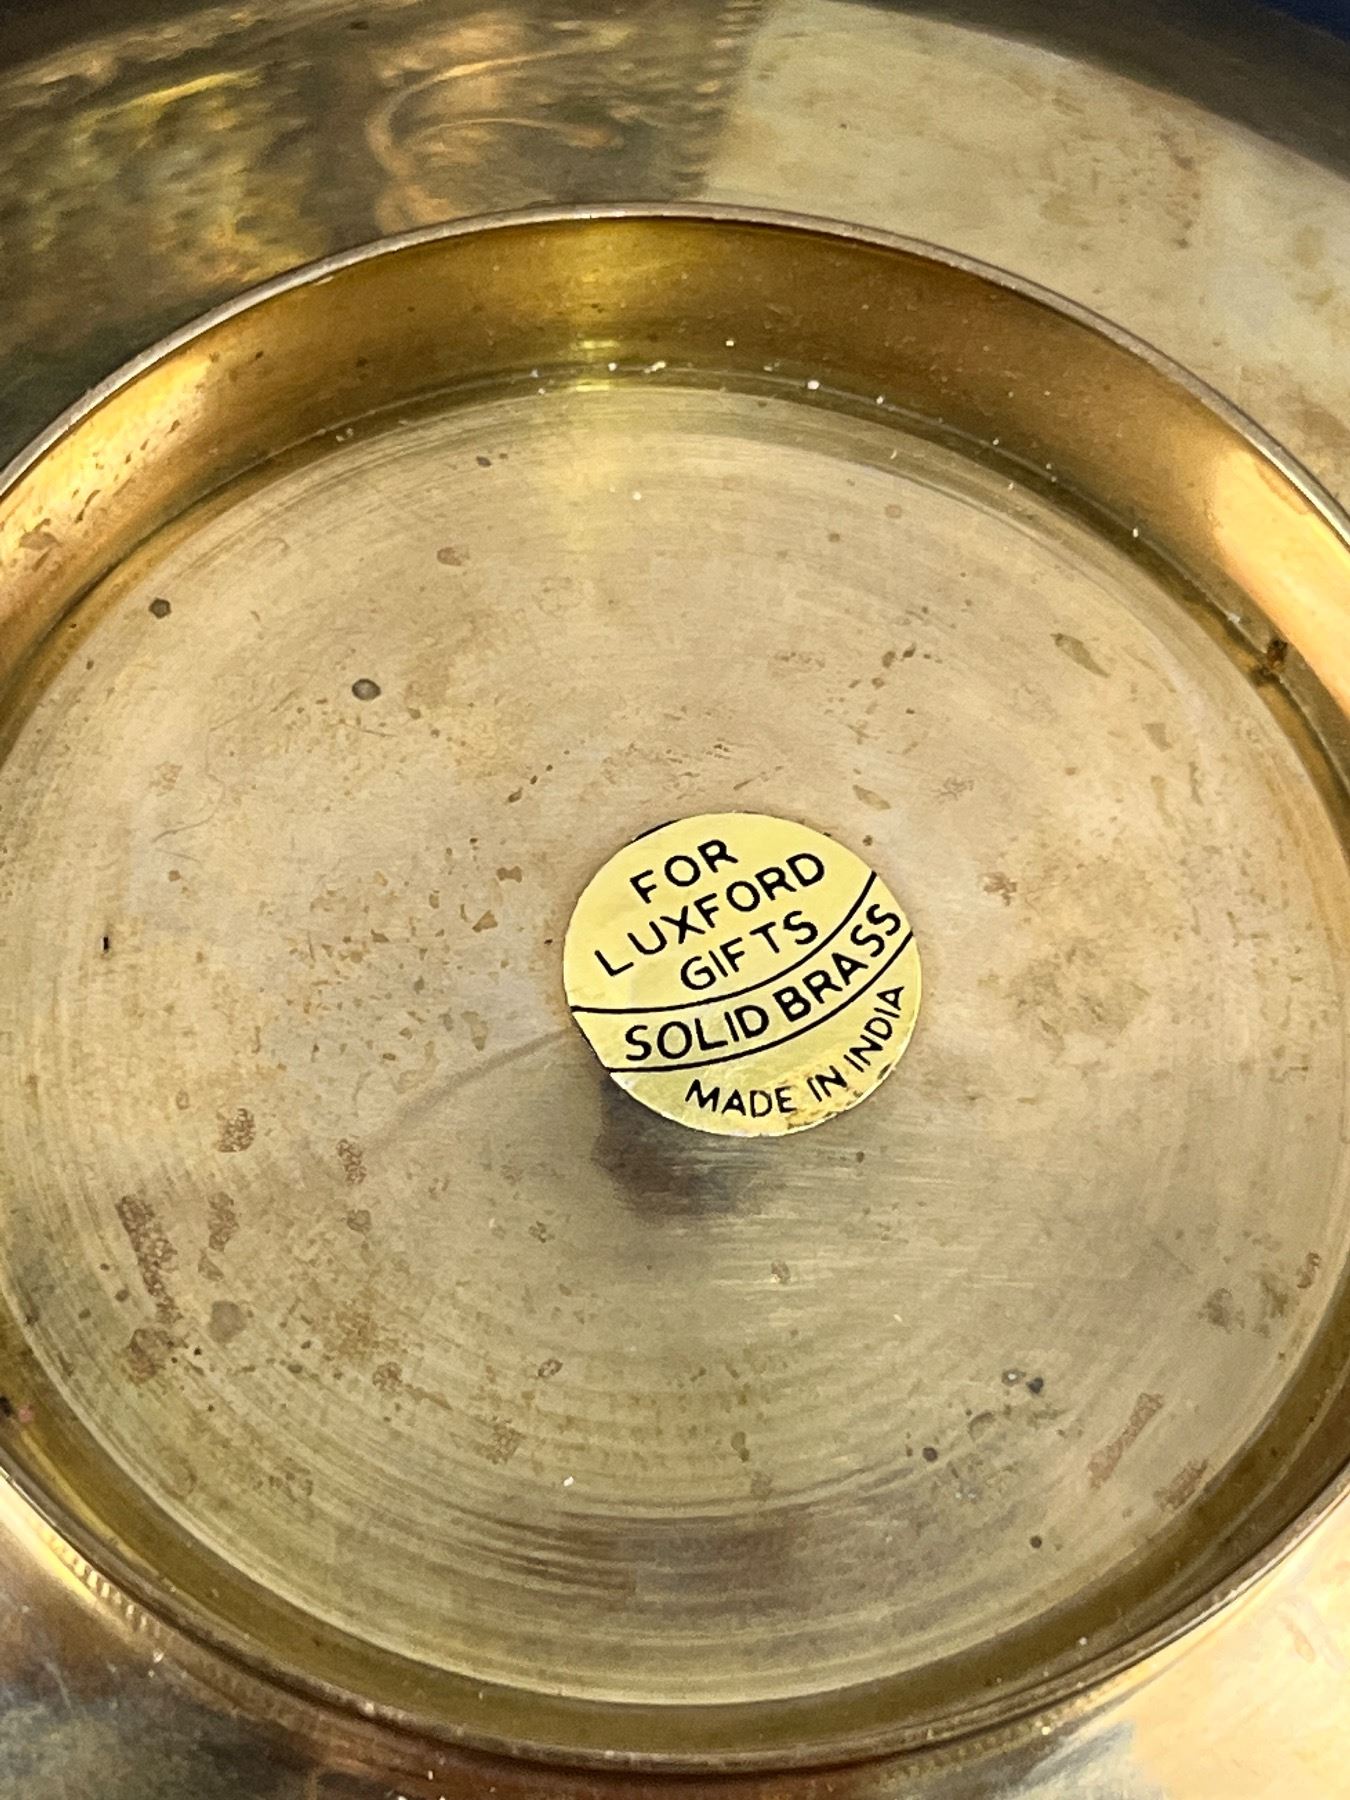 FOR
LUXFORD
GIFTS
SOLID BRASS
MADE IN INDIA